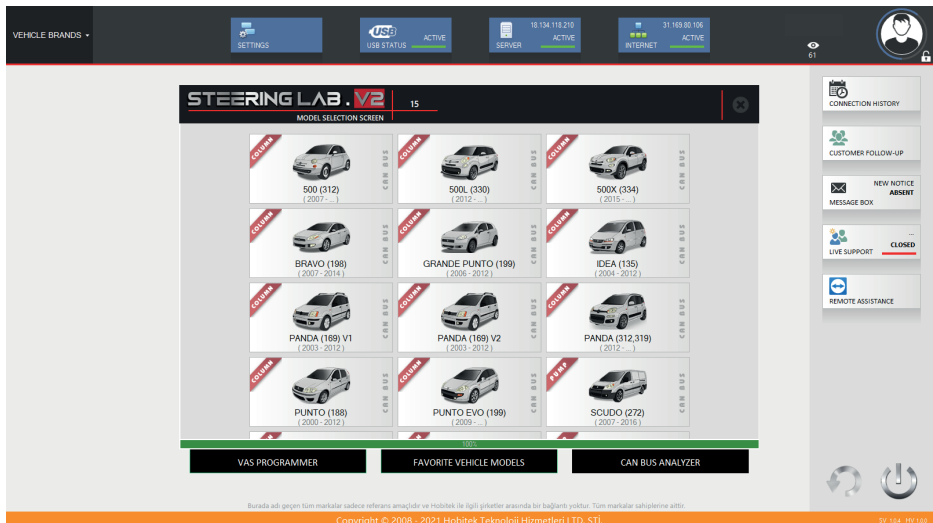 VEHICLE BRANDS
SETTINGS
USB
USB STATUS
ACTIVE
18.134.118.210
SERVER
ACTIVE
31.169.80.106
INTERNET
ACTIVE
61
STEERING LAB . V2
15
MODEL SELECTION SCREEN
COLUMN
500 (312)
( 2007 - ... )
CAN BUS
COLUMN
500L (330)
( 2012 - ... )
CAN BUS
COLUMN
500X (334)
( 2015 - ... )
CAN BUS
COLUMN
BRAVO (198)
( 2007 - 2014 )
CAN BUS
COLUMN
GRANDE PUNTO (199)
( 2006 - 2012 )
CAN BUS
COLUMN
IDEA (135)
( 2004 - 2012 )
CAN BUS
COLUMN
PANDA (169) V1
( 2003 - 2012 )
CAN BUS
COLUMN
PANDA (169) V2
( 2003 - 2012 )
CAN BUS
COLUMN
PANDA (312,319)
( 2012 - ... )
CAN BUS
COLUMN
PUNTO (188)
( 2000 - 2012 )
CAN BUS
COLUMN
PUNTO EVO (199)
( 2009 - ... )
CAN BUS
PUMP
SCUDO (272)
( 2007 - 2016 )
CAN BUS
100%
VAS PROGRAMMER
FAVORITE VEHICLE MODELS
CAN BUS ANALYZER
CONNECTION HISTORY
CUSTOMER FOLLOW-UP
NEW NOTICE
ABSENT
MESSAGE BOX
...
CLOSED
LIVE SUPPORT
REMOTE ASSISTANCE
Burada adı geçen tüm markalar sadece referans amaçlıdır ve Hobitek ile ilgili şirketler arasında bir bağlantı yoktur. Tüm markalar sahiplerine aittir.
Copyright © 2008 - 2021 Hobitek Teknoloji Hizmetleri LTD. STİ.